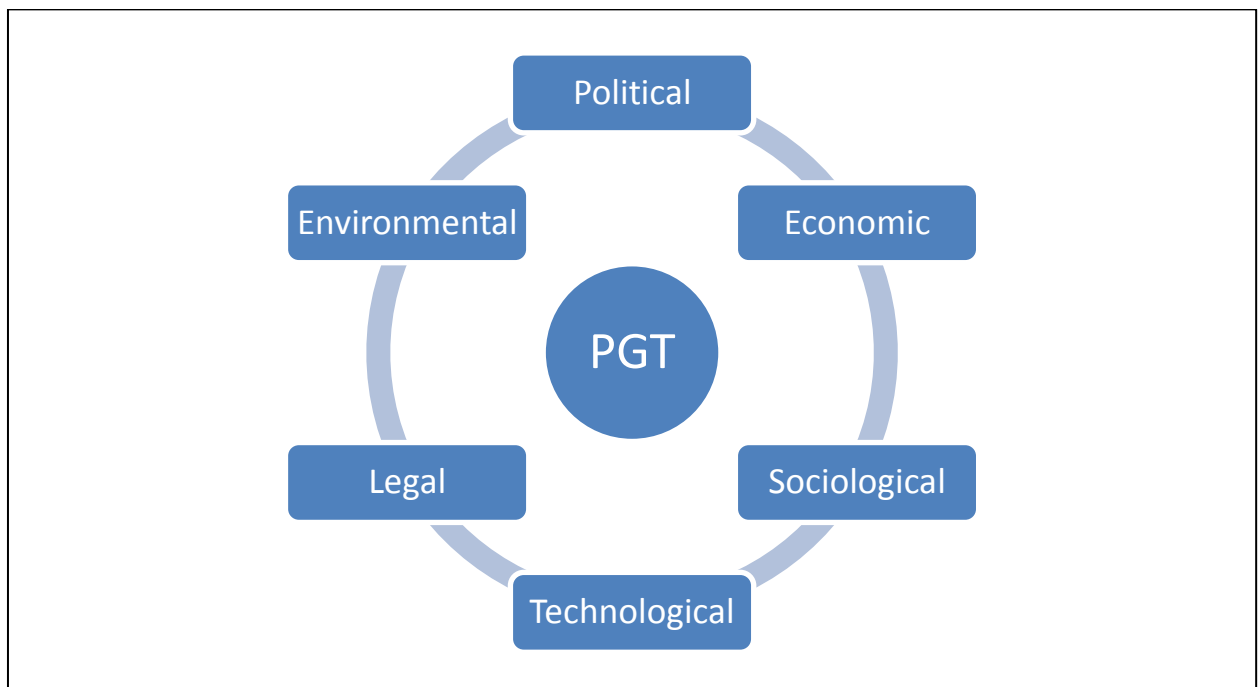 Political
Environmental
Economic
PGT
Legal
Sociological
Technological